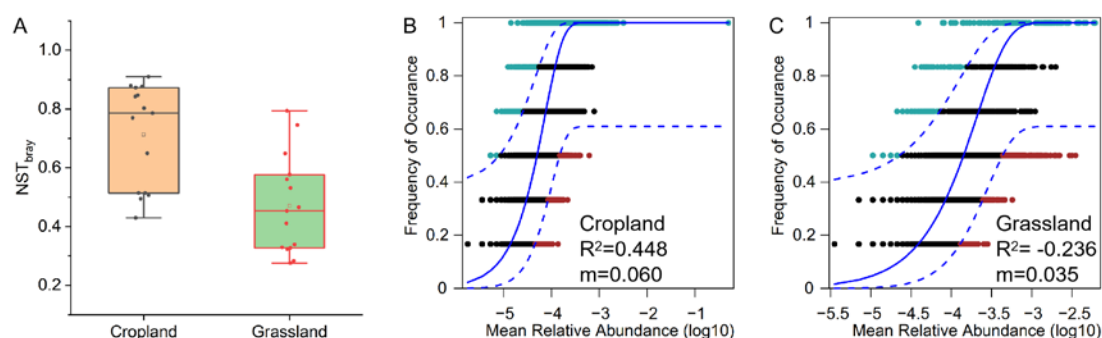 A
NST bray
1.0
0.8
0.6
0.4
0.2
Cropland
Grassland
B
Frequency of Occurance
1
0.8
0.6
0.4
0.2
0
Cropland
R²=0.448
m=0.060
−5
−4
−3
−2
−1
0
Mean Relative Abundance (log10)
C
Frequency of Occurance
1
0.8
0.6
0.4
0.2
0
Grassland
R²= -0.236
m=0.035
−5.5
−5
−4.5
−4
−3.5
−3
−2.5
Mean Relative Abundance (log10)